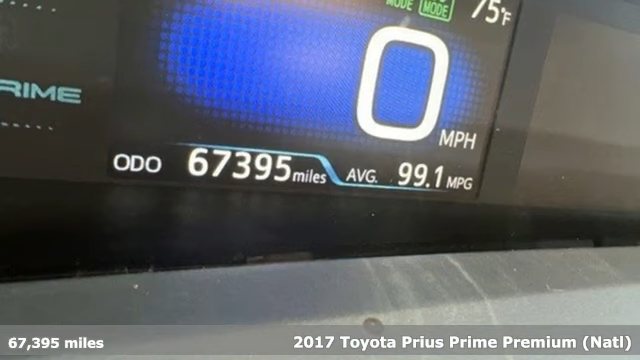 MODE MODE 75°F
RIME
0 MPH
ODO 67395 miles AVG. 99.1 MPG
67,395 miles 2017 Toyota Prius Prime Premium (Natl)